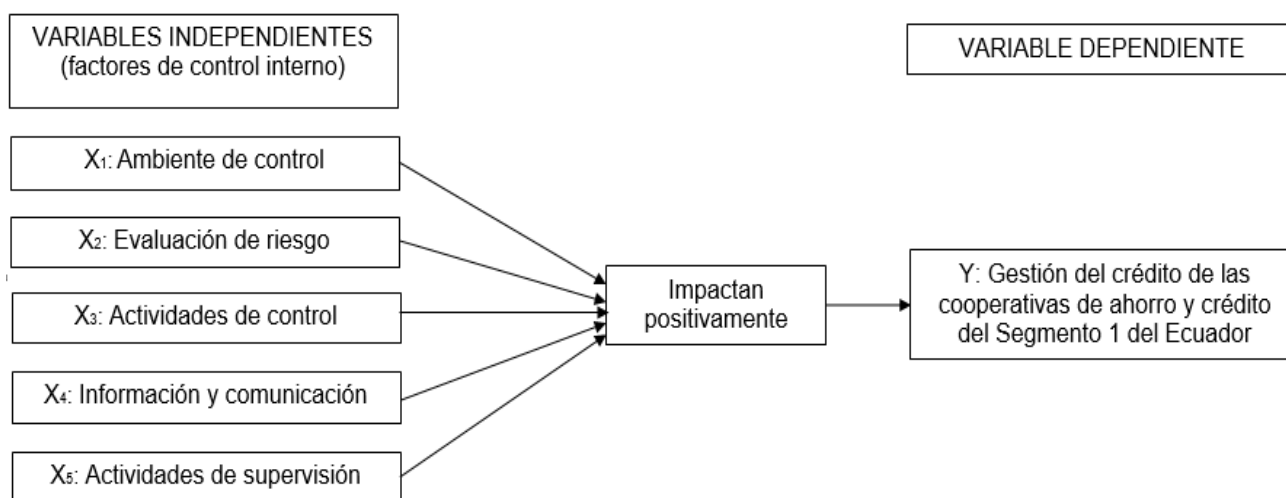 VARIABLES INDEPENDIENTES
(factores de control interno)
VARIABLE DEPENDIENTE
X₁: Ambiente de control
X₂: Evaluación de riesgo
X₃: Actividades de control
X₄: Información y comunicación
X₅: Actividades de supervisión
Impactan
positivamente
Y: Gestión del crédito de las
cooperativas de ahorro y crédito
del Segmento 1 del Ecuador